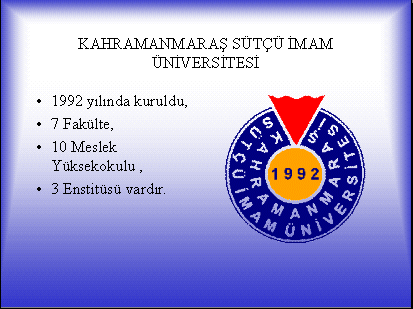 KAHRAMANMARAŞ SÜTÇÜ İMAM
ÜNİVERSİTESİ
• 1992 yılında kuruldu,
• 7 Fakülte,
• 10 Meslek
Yüksekokulu ,
• 3 Enstitüsü vardır.
KAHRAMANMARAŞ
SÜTÇÜ İMAM ÜNİVERSİTESİ
1992